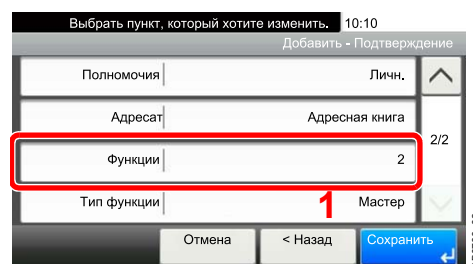 Выбрать пункт, который хотите изменить. 10:10
Добавить - Подтверждение
Полномочия Личн.
Адресат Адресная книга
2/2
Функции 2
Тип функции 1 Мастер
Отмена < Назад Сохранить